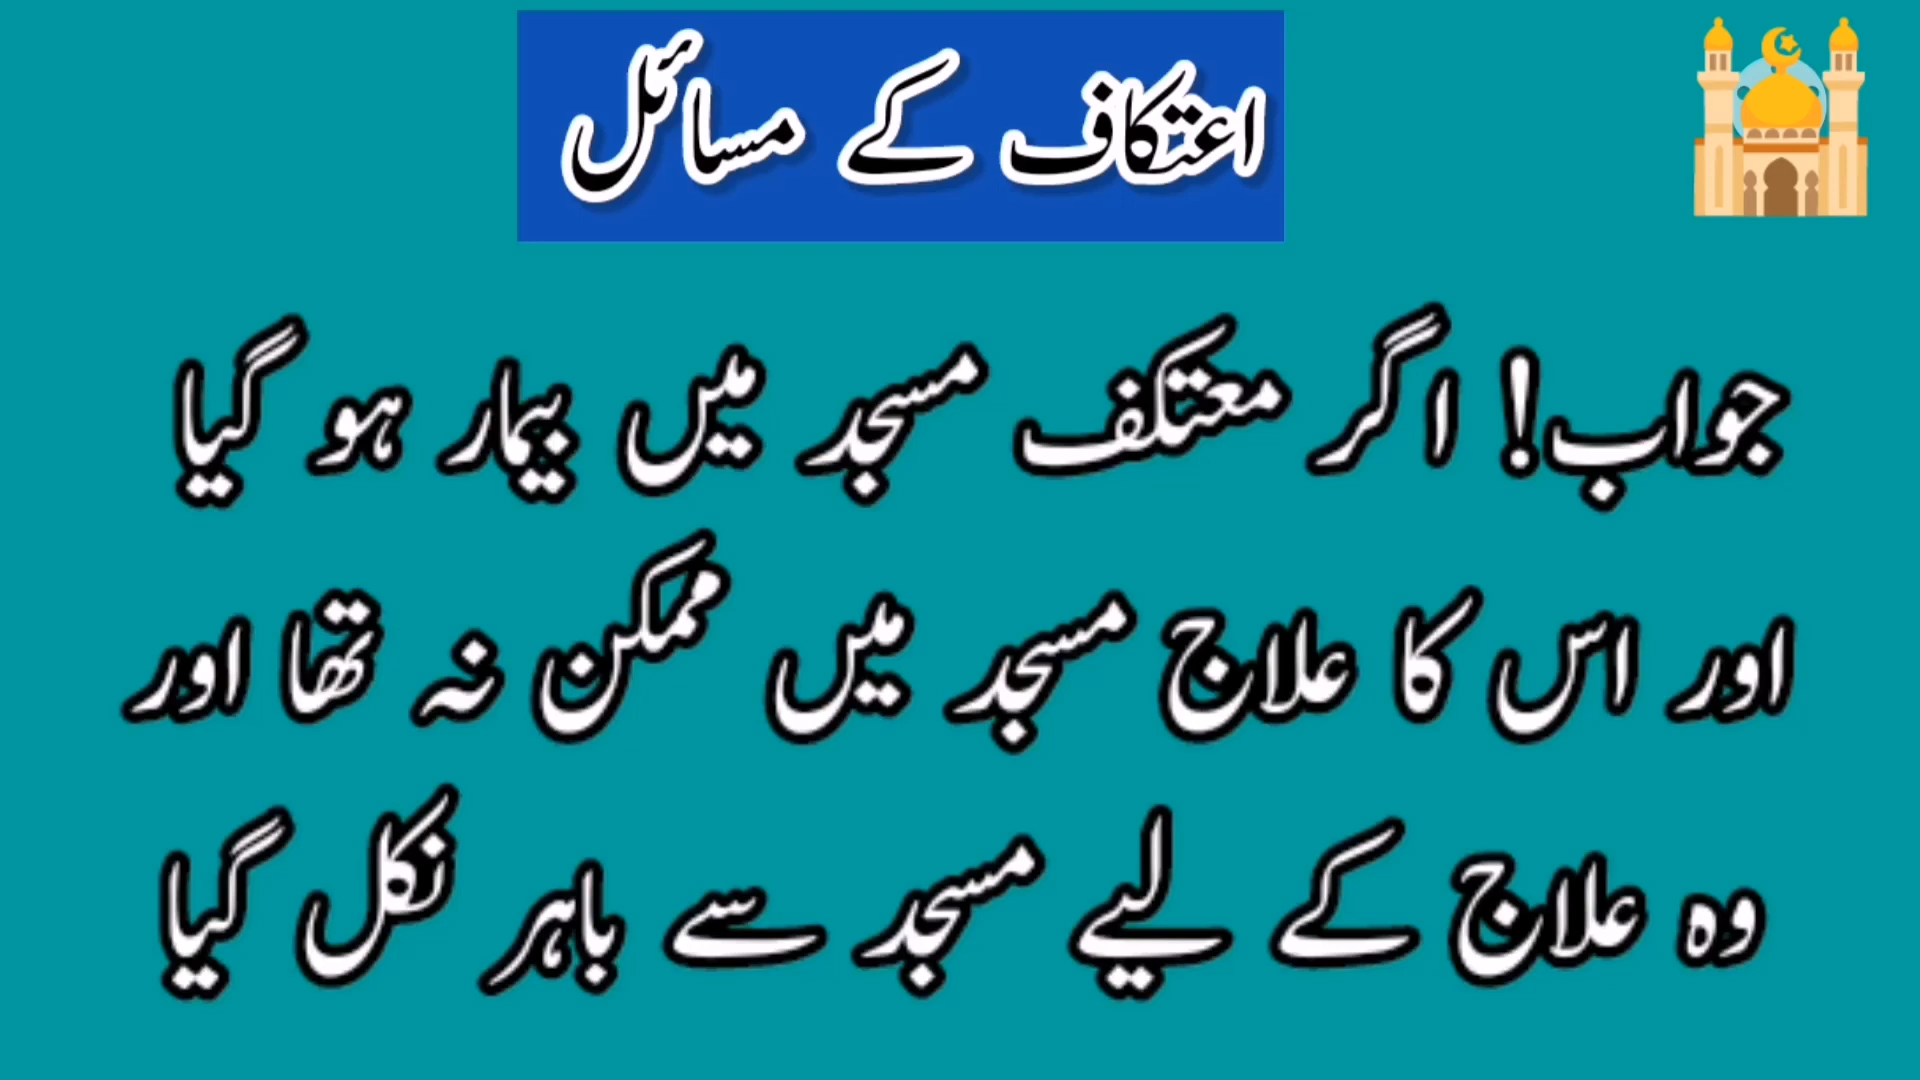 اعتکاف کے مسائل
جواب! اگر معتکف مسجد میں بیمار ہو گیا
اور اس کا علاج مسجد میں ممکن نہ تھا اور
وہ علاج کے لیے مسجد سے باہر نکل گیا